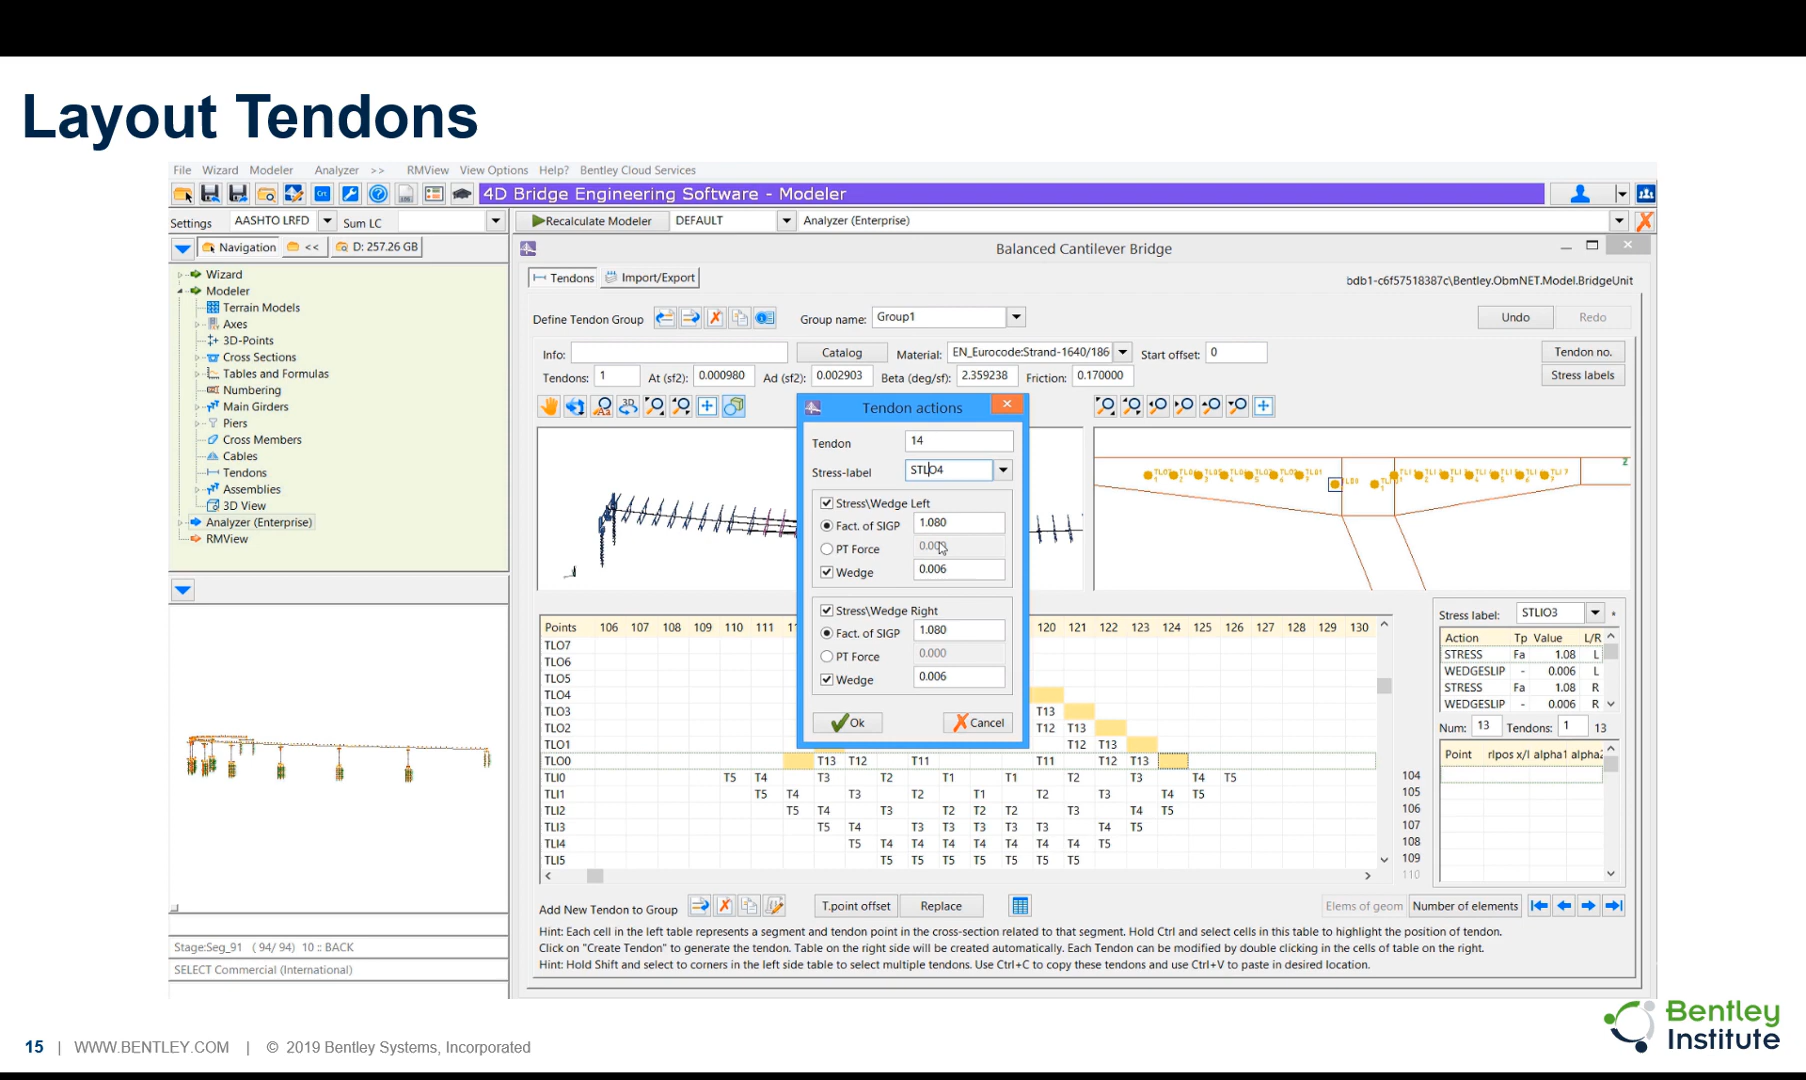 Layout Tendons
File Wizard Modeler Analyzer >> RMView View Options Help? Bentley Cloud Services
Crt 4D Bridge Engineering Software - Modeler
Settings AASHTO LRFD Sum LC Recalculate Modeler DEFAULT Analyzer (Enterprise)
Navigation << D: 257.26 GB
Balanced Cantilever Bridge
Wizard
Modeler
Terrain Models
Axes
3D-Points
Cross Sections
Tables and Formulas
Numbering
Main Girders
Piers
Cross Members
Cables
Tendons
Assemblies
3D View
Analyzer (Enterprise)
RMView
Tendons Import/Export
bdb1-c6f57518387c\Bentley.ObmNET.Model.BridgeUnit
Define Tendon Group Group name: Group1 Undo Redo
Info: Catalog Material: EN_Eurocode:Strand-1640/186 Start offset: 0 Tendon no.
Tendons: 1 At (sf2): 0.000980 Ad (sf2): 0.002903 Beta (deg/sf): 2.359238 Friction: 0.170000 Stress labels
3D
Tendon actions
Tendon 14
Stress-label STLO4
Stress\Wedge Left
Fact. of SIGP 1.080
PT Force
Wedge 0.006
Stress\Wedge Right
Fact. of SIGP 1.080
PT Force 0.000
Wedge 0.006
Ok Cancel
Z
Points 106 107 108 109 110 111 120 121 122 123 124 125 126 127 128 129 130
TLO7
TLO6
TLO5
TLO4
TLO3 T13
TLO2 T12 T13
TLO1 T12 T13
TLO0 T13 T12 T11 T11 T12 T13
TLI0 T5 T4 T3 T2 T1 T1 T2 T3 T4 T5
TLI1 T5 T4 T3 T2 T1 T2 T3 T4 T5
TLI2 T5 T4 T3 T2 T2 T2 T3 T4 T5
TLI3 T5 T4 T3 T3 T3 T3 T3 T4 T5
TLI4 T5 T4 T4 T4 T4 T4 T4 T4 T5
TLI5 T5 T5 T5 T5 T5 T5 T5
104
105
106
107
108
109
110
Stress label: STLIO3 *
Action Tp Value L/R
STRESS Fa 1.08 L
WEDGESLIP - 0.006 L
STRESS Fa 1.08 R
WEDGESLIP - 0.006 R
Num: 13 Tendons: 1 13
Point rlpos x/l alpha1 alpha2
Add New Tendon to Group T.point offset Replace Elems of geom Number of elements
Hint: Each cell in the left table represents a segment and tendon point in the cross-section related to that segment. Hold Ctrl and select cells in this table to highlight the position of tendon.
Click on "Create Tendon" to generate the tendon. Table on the right side will be created automatically. Each Tendon can be modified by double clicking in the cells of table on the right.
Hint: Hold Shift and select to corners in the left side table to select multiple tendons. Use Ctrl+C to copy these tendons and use Ctrl+V to paste in desired location.
Stage:Seg_91 ( 94/ 94) 10 :: BACK
SELECT Commercial (International)
15 | WWW.BENTLEY.COM | © 2019 Bentley Systems, Incorporated
Bentley
Institute